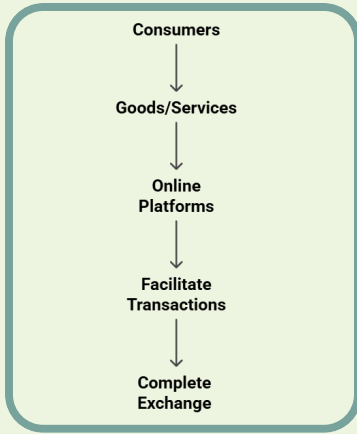 Consumers
Goods/Services
Online
Platforms
Facilitate
Transactions
Complete
Exchange